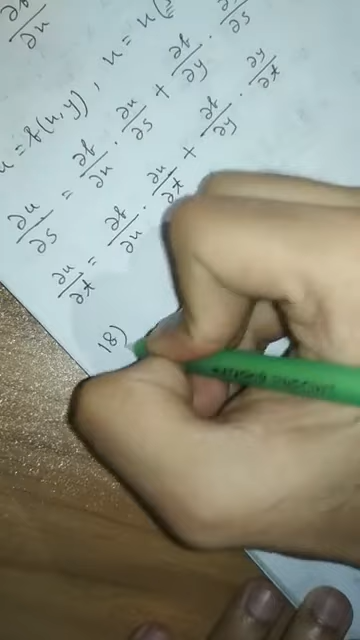 ∂f/∂x
u = f(x, y), x = x(
∂u/∂s = ∂f/∂x · ∂x/∂s + ∂f/∂y · ∂y/∂s
∂u/∂t = ∂f/∂x · ∂x/∂t + ∂f/∂y · ∂y/∂t
18)